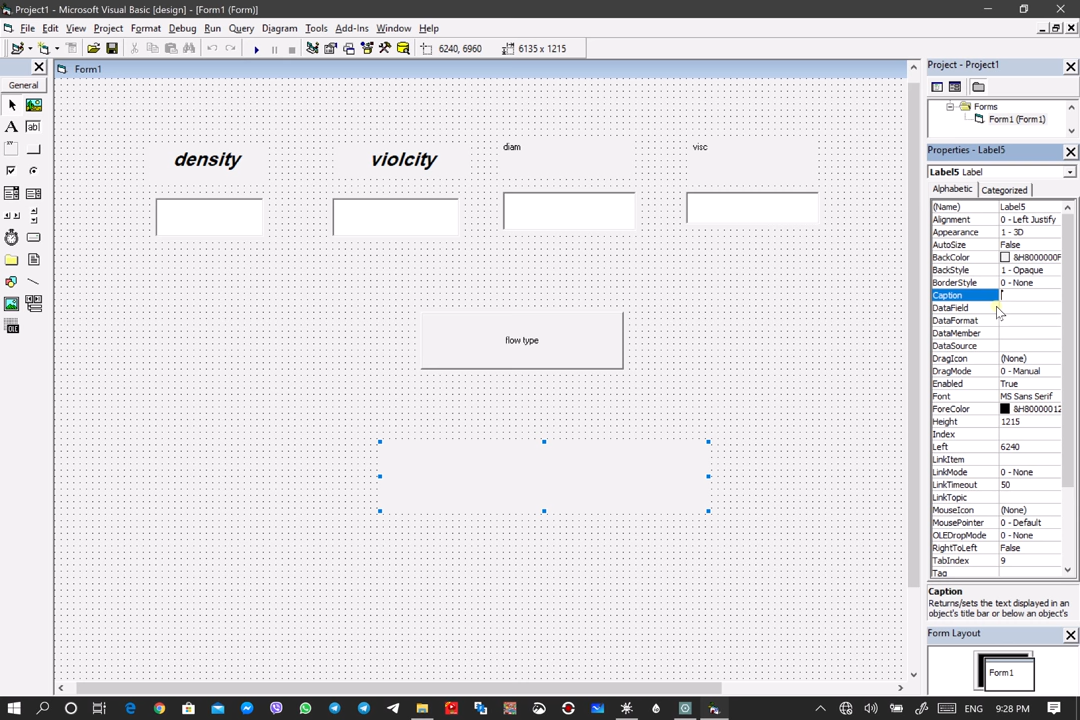 Project1 - Microsoft Visual Basic [design] - [Form1 (Form)]
File Edit View Project Format Debug Run Query Diagram Tools Add-Ins Window Help
6240, 6960 6135 x 1215
General
Form1
density
violcity
diam
visc
flow type
Project - Project1
Forms
Form1 (Form1)
Properties - Label5
Label5 Label
Alphabetic Categorized
(Name) Label5
Alignment 0 - Left Justify
Appearance 1 - 3D
AutoSize False
BackColor &H8000000F
BackStyle 1 - Opaque
BorderStyle 0 - None
Caption
DataField
DataFormat
DataMember
DataSource
DragIcon (None)
DragMode 0 - Manual
Enabled True
Font MS Sans Serif
ForeColor &H80000012
Height 1215
Index
Left 6240
LinkItem
LinkMode 0 - None
LinkTimeout 50
LinkTopic
MouseIcon (None)
MousePointer 0 - Default
OLEDropMode 0 - None
RightToLeft False
TabIndex 9
Tag
Caption
Returns/sets the text displayed in an
object's title bar or below an object's
Form Layout
Form1
ENG 9:28 PM